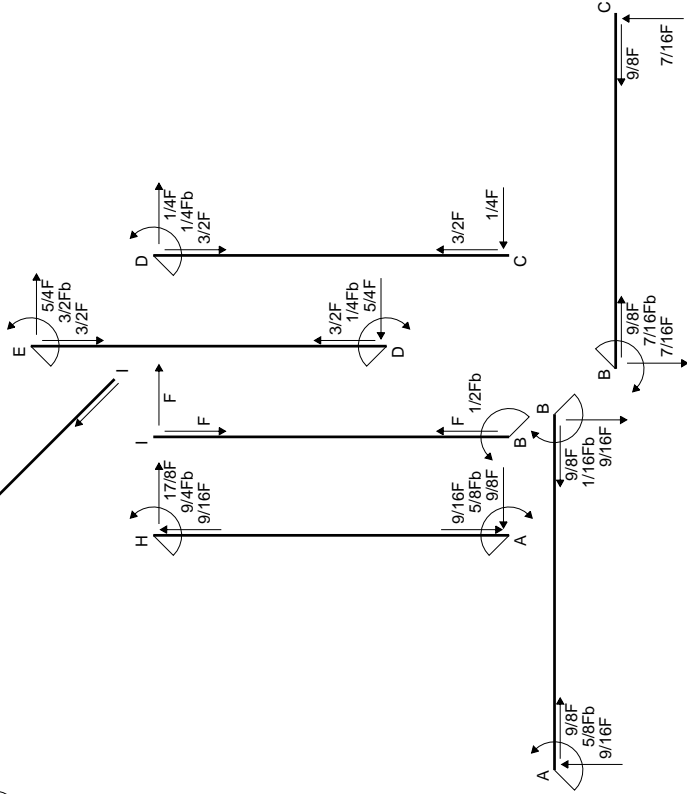 I
E
5/4F
3/2Fb
3/2F
3/2F
1/4Fb
5/4F
D
D
1/4F
1/4Fb
3/2F
3/2F
1/4F
C
I
F
F
F
1/2Fb
B
H
17/8F
9/4Fb
9/16F
9/16F
5/8Fb
9/8F
A
A
9/8F
5/8Fb
9/16F
B
9/8F
1/16Fb
9/16F
B
9/8F
7/16Fb
7/16F
C
9/8F
7/16F